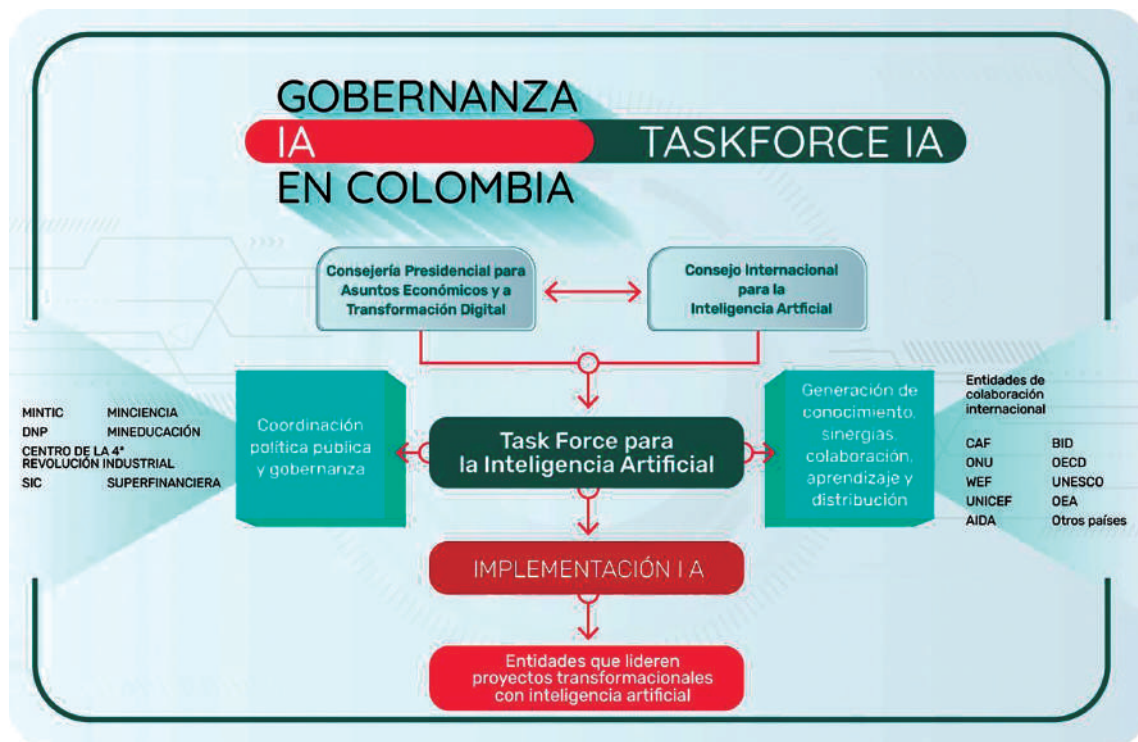 GOBERNANZA
IA
EN COLOMBIA
TASKFORCE IA
Consejería Presidencial para
Asuntos Económicos y a
Transformación Digital
Consejo Internacional
para la
Inteligencia Artificial
MINTIC MINCIENCIA
DNP MINEDUCACIÓN
CENTRO DE LA 4ª
REVOLUCIÓN INDUSTRIAL
SIC SUPERFINANCIERA
Coordinación
política pública
y gobernanza
Task Force para
la Inteligencia Artificial
Generación de
conocimiento,
sinergias,
colaboración,
aprendizaje y
distribución
Entidades de
colaboración
internacional
CAF BID
ONU OECD
WEF UNESCO
UNICEF OEA
AIDA Otros países
IMPLEMENTACIÓN I A
Entidades que lideren
proyectos transformacionales
con inteligencia artificial